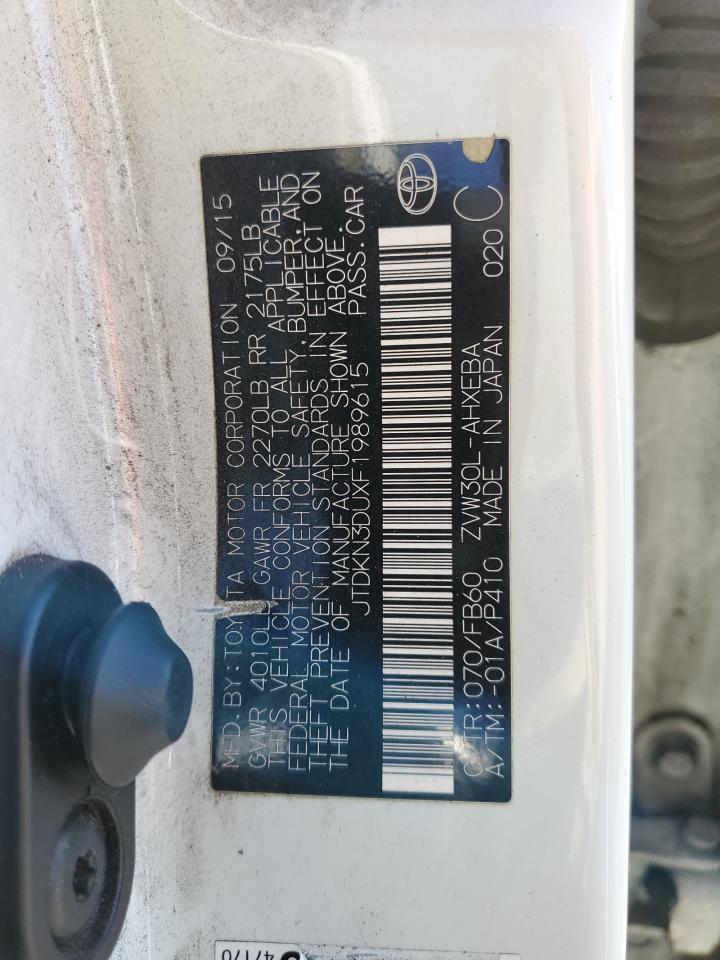 MFD. BY: TOYOTA MOTOR CORPORATION 09/15
GVWR 4010LB GAWR FR 2270LB RR 2175LB
THIS VEHICLE CONFORMS TO ALL APPLICABLE
FEDERAL MOTOR VEHICLE SAFETY, BUMPER, AND
THEFT PREVENTION STANDARDS IN EFFECT ON
THE DATE OF MANUFACTURE SHOWN ABOVE.
JTDKN3DUXF1989615 PASS. CAR
C/TR: 070/FB60 ZVW30L-AHXEBA 020 C
A/TM: -01A/P410 MADE IN JAPAN
47170